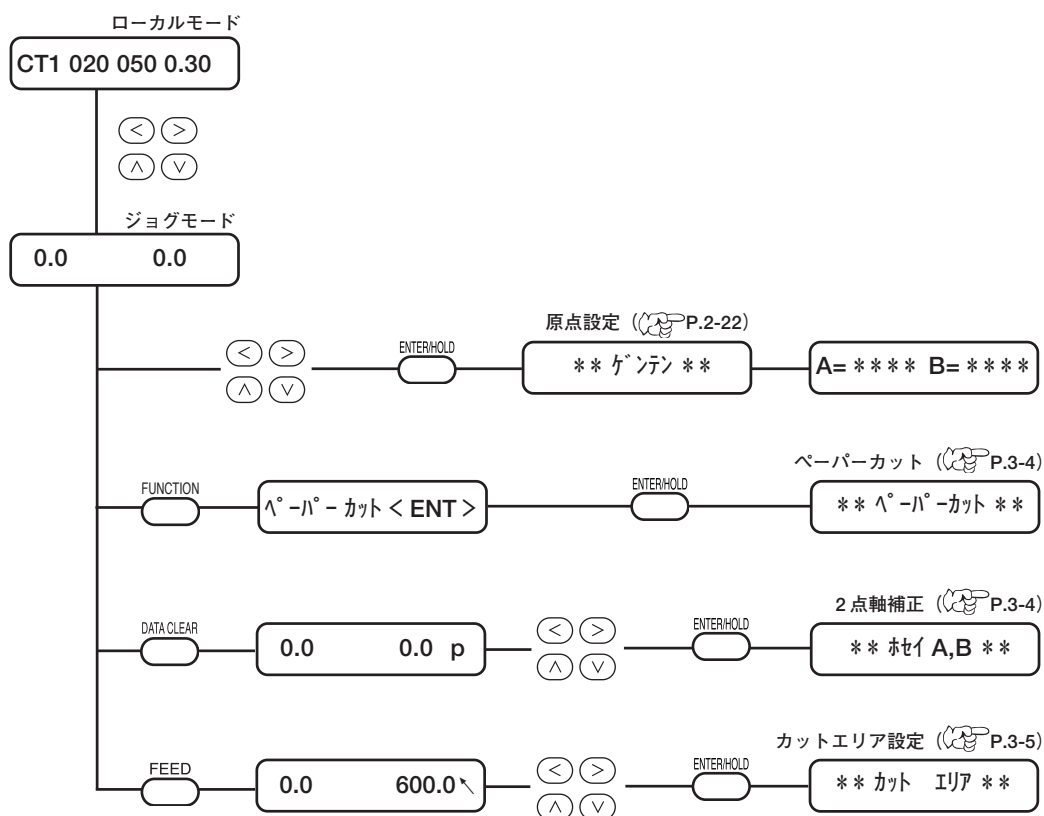 ローカルモード
CT1 020 050 0.30
< >
∧ ∨
ジョグモード
0.0 0.0
原点設定（P.2-22）
< >
∧ ∨
ENTER/HOLD
** ｹﾞﾝﾃﾝ **
A=**** B=****
ペーパーカット（P.3-4）
FUNCTION
ﾍﾟｰﾊﾟｰ ｶｯﾄ < ENT >
ENTER/HOLD
** ﾍﾟｰﾊﾟｰｶｯﾄ **
2点軸補正（P.3-4）
DATA CLEAR
0.0 0.0 p
< >
∧ ∨
ENTER/HOLD
** ﾎｾｲ A,B **
カットエリア設定（P.3-5）
FEED
0.0 600.0↖
< >
∧ ∨
ENTER/HOLD
** ｶｯﾄ ｴﾘｱ **